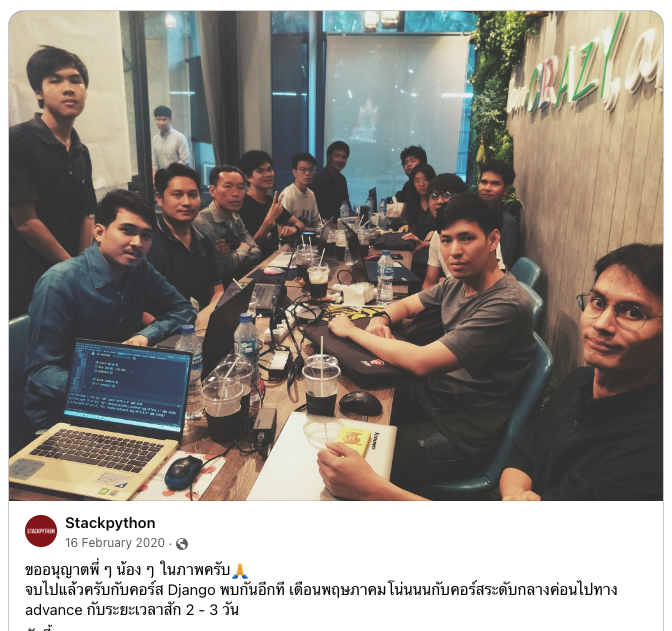 CRAZY
Lenovo
STACKPYTHON
Stackpython
16 February 2020 ·
ขออนุญาตพี่ ๆ น้อง ๆ ในภาพครับ🙏
จบไปแล้วครับกับคอร์ส Django พบกันอีกที เดือนพฤษภาคม โน่นนนกับคอร์สระดับกลางค่อนไปทาง
advance กับระยะเวลาสัก 2 - 3 วัน